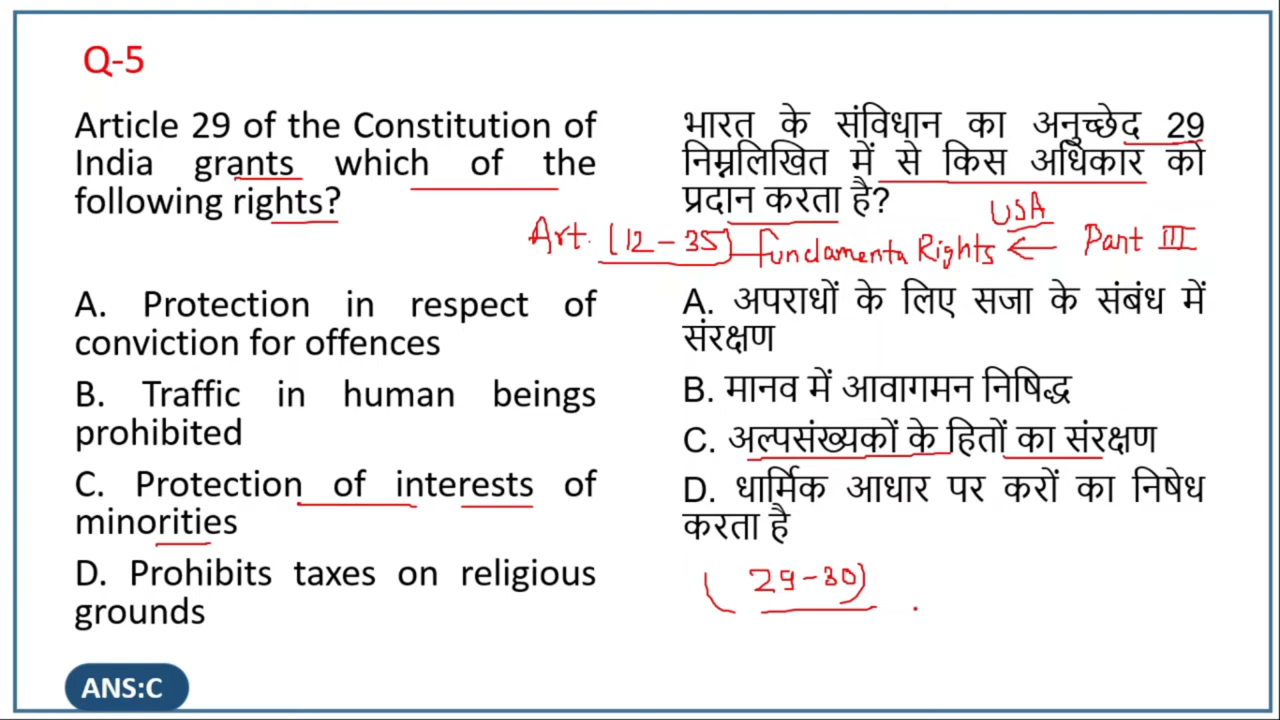 Q-5
Article 29 of the Constitution of
India grants which of the
following rights?
भारत के संविधान का अनुच्छेद 29
निम्नलिखित में से किस अधिकार को
प्रदान करता है?
USA
Art. (12-35) Fundamenta Rights ← Part III
A. Protection in respect of
conviction for offences
B. Traffic in human beings
prohibited
C. Protection of interests of
minorities
D. Prohibits taxes on religious
grounds
A. अपराधों के लिए सजा के संबंध में
संरक्षण
B. मानव में आवागमन निषिद्ध
C. अल्पसंख्यकों के हितों का संरक्षण
D. धार्मिक आधार पर करों का निषेध
करता है
(29-30)
ANS:C